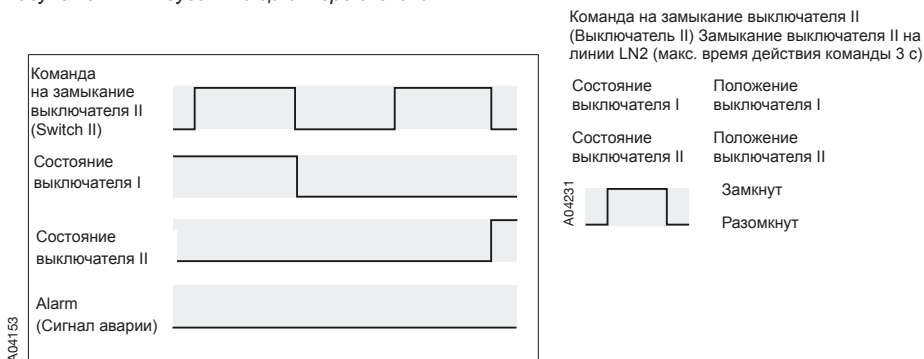 Команда на замыкание выключателя II
(Выключатель II) Замыкание выключателя II на
линии LN2 (макс. время действия команды 3 с)
Команда
на замыкание
выключателя II
(Switch II)
Состояние
выключателя I
Состояние
выключателя II
Alarm
(Сигнал аварии)
A04153
Состояние
выключателя I
Положение
выключателя I
Состояние
выключателя II
Положение
выключателя II
A04231
Замкнут
Разомкнут